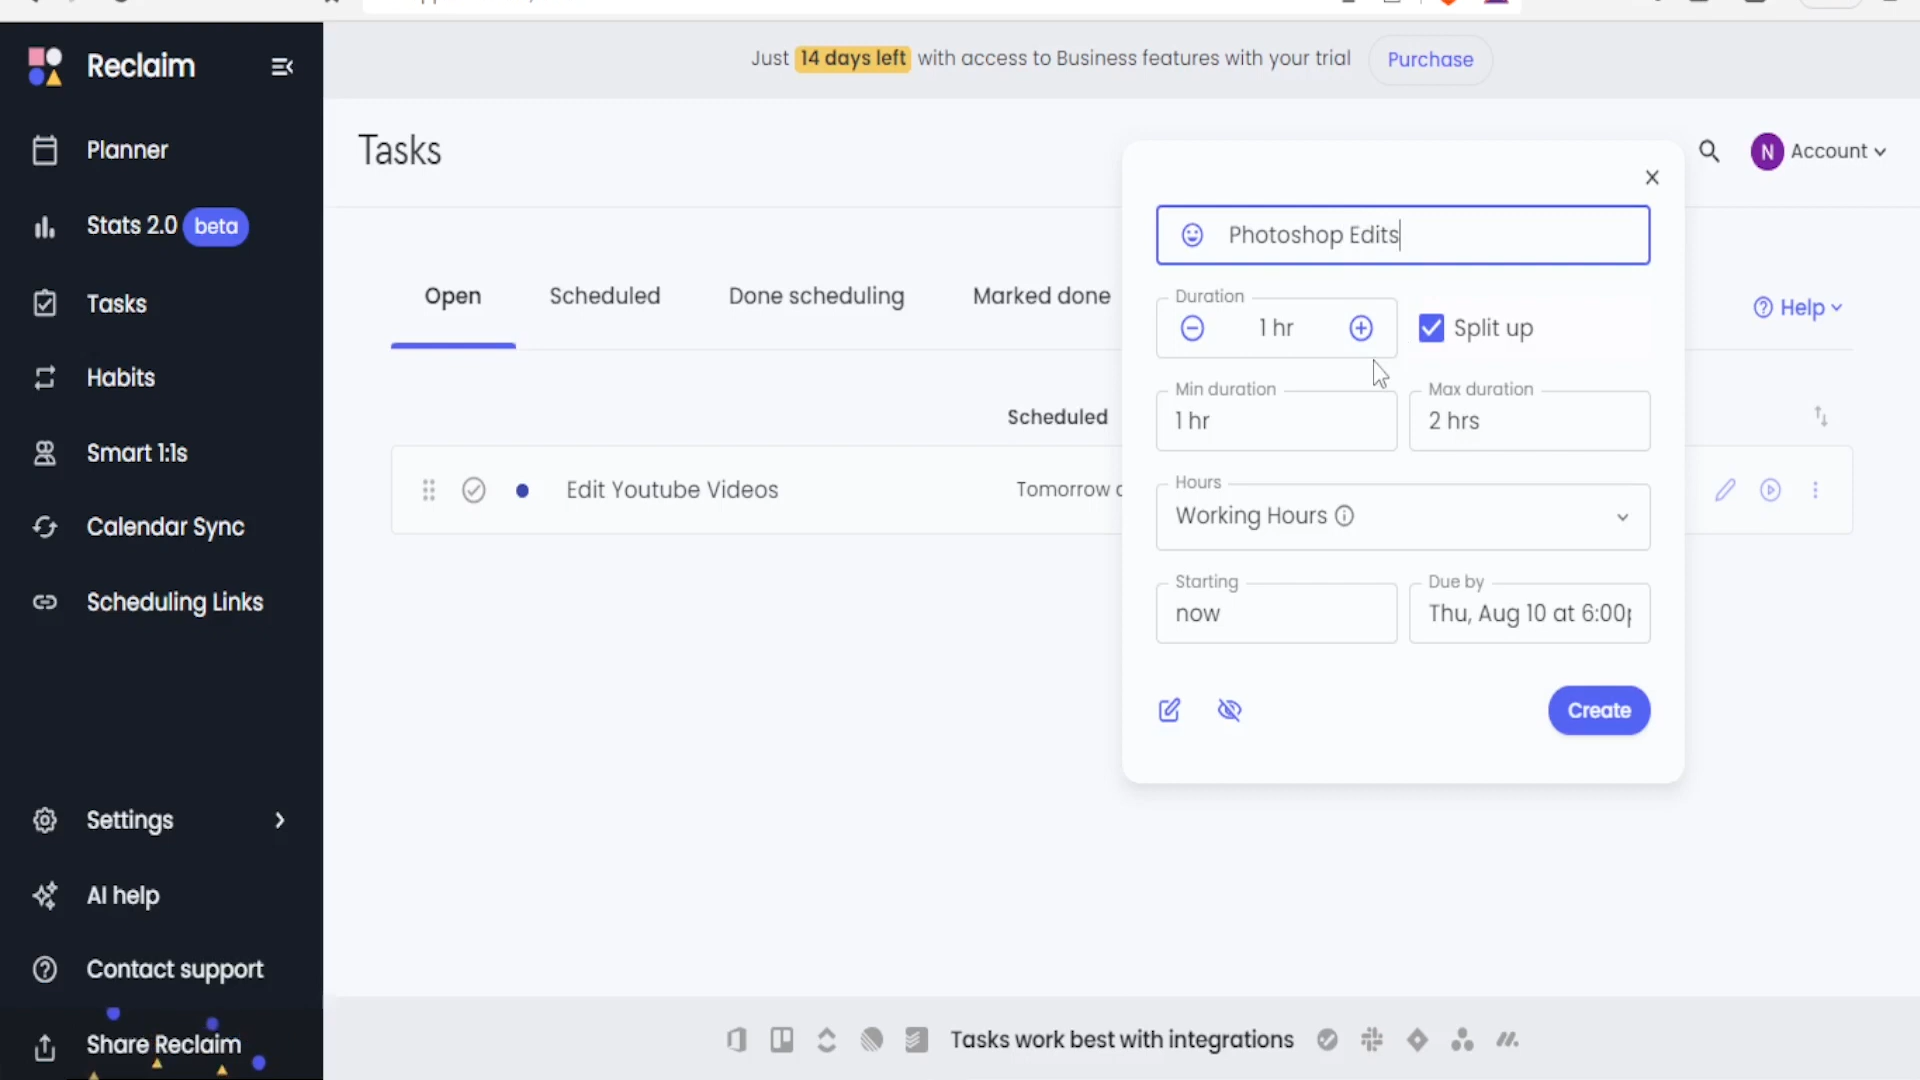 Reclaim
Planner
Stats 2.0 beta
Tasks
Habits
Smart 1:1s
Calendar Sync
Scheduling Links
Settings
AI help
Contact support
Share Reclaim
Just 14 days left with access to Business features with your trial
Purchase
Tasks
N Account
Open
Scheduled
Done scheduling
Marked done
Help
Scheduled
Edit Youtube Videos
Tomorrow
Photoshop Edits
Duration
1 hr
Split up
Min duration
1 hr
Max duration
2 hrs
Hours
Working Hours
Starting
now
Due by
Thu, Aug 10 at 6:00p
Create
Tasks work best with integrations